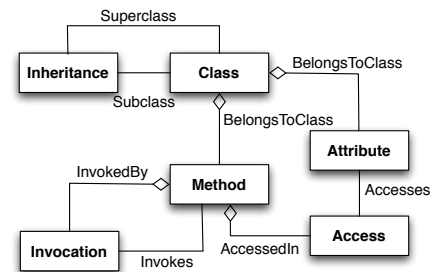 Superclass
BelongsToClass
Inheritance
Class
Subclass
BelongsToClass
Attribute
InvokedBy
Method
Accesses
Invocation
Invokes
AccessedIn
Access